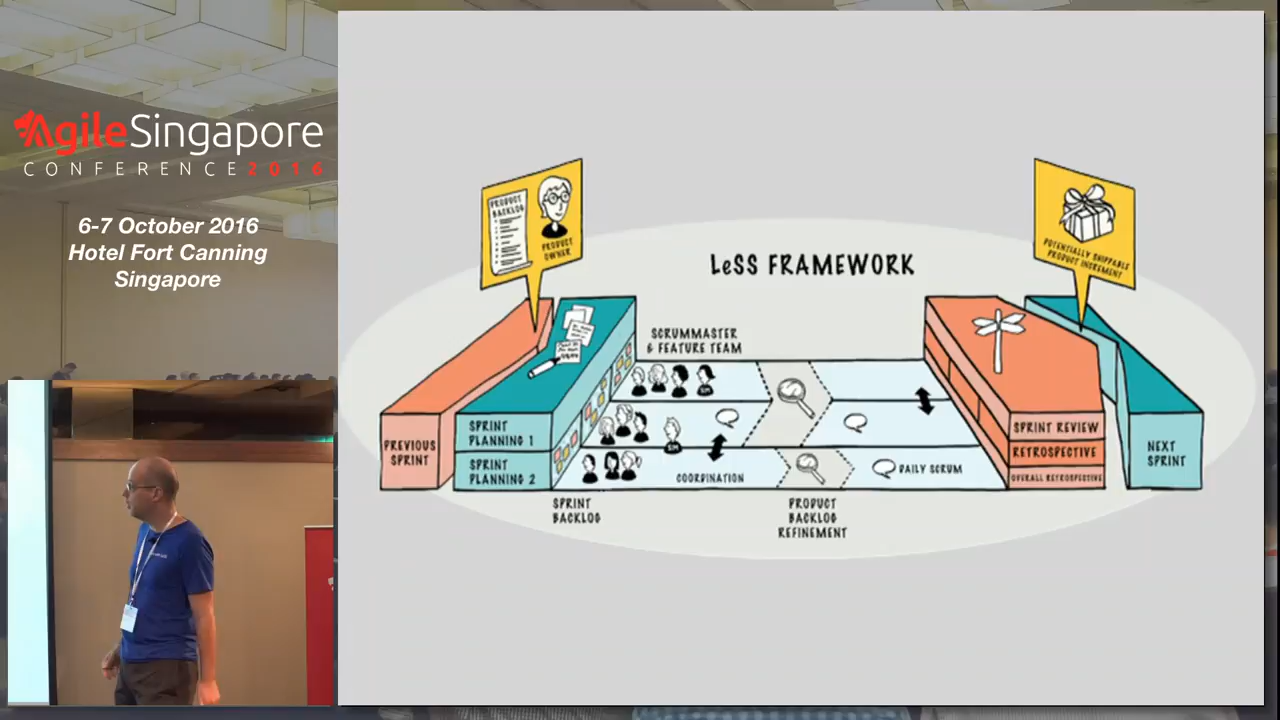 AgileSingapore
CONFERENCE 2016
6-7 October 2016
Hotel Fort Canning
Singapore
PRODUCT
BACKLOG
PRODUCT
OWNER
POTENTIALLY SHIPPABLE
PRODUCT INCREMENT
LeSS FRAMEWORK
SCRUMMASTER
& FEATURE TEAM
PREVIOUS
SPRINT
SPRINT
PLANNING 1
SPRINT
PLANNING 2
SM
SM
COORDINATION
DAILY SCRUM
SPRINT REVIEW
RETROSPECTIVE
OVERALL RETROSPECTIVE
NEXT
SPRINT
SPRINT
BACKLOG
PRODUCT
BACKLOG
REFINEMENT